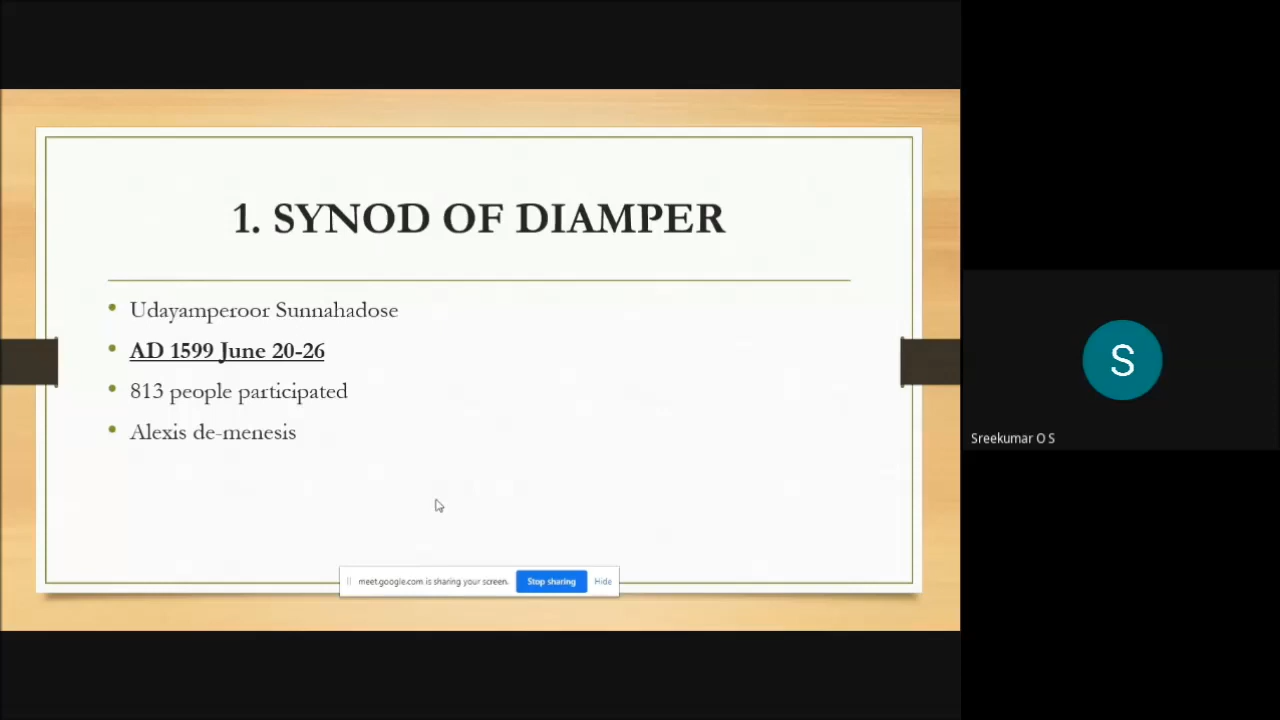 1. SYNOD OF DIAMPER
• Udayamperoor Sunnahadose
• AD 1599 June 20-26
• 813 people participated
• Alexis de-menesis
meet.google.com is sharing your screen. Stop sharing Hide
S
Sreekumar O S